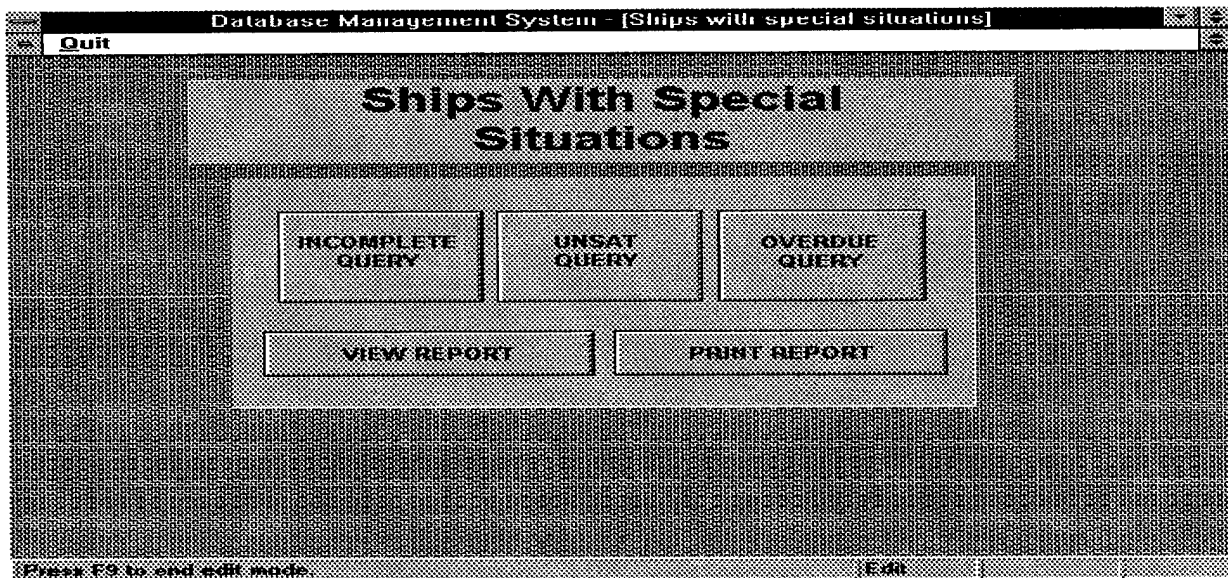 Database Management System - [Ships with special situations]
Quit
Ships With Special
Situations
INCOMPLETE
QUERY
UNSAT
QUERY
OVERDUE
QUERY
VIEW REPORT
PRINT REPORT
Press F9 to end edit mode.
Edit